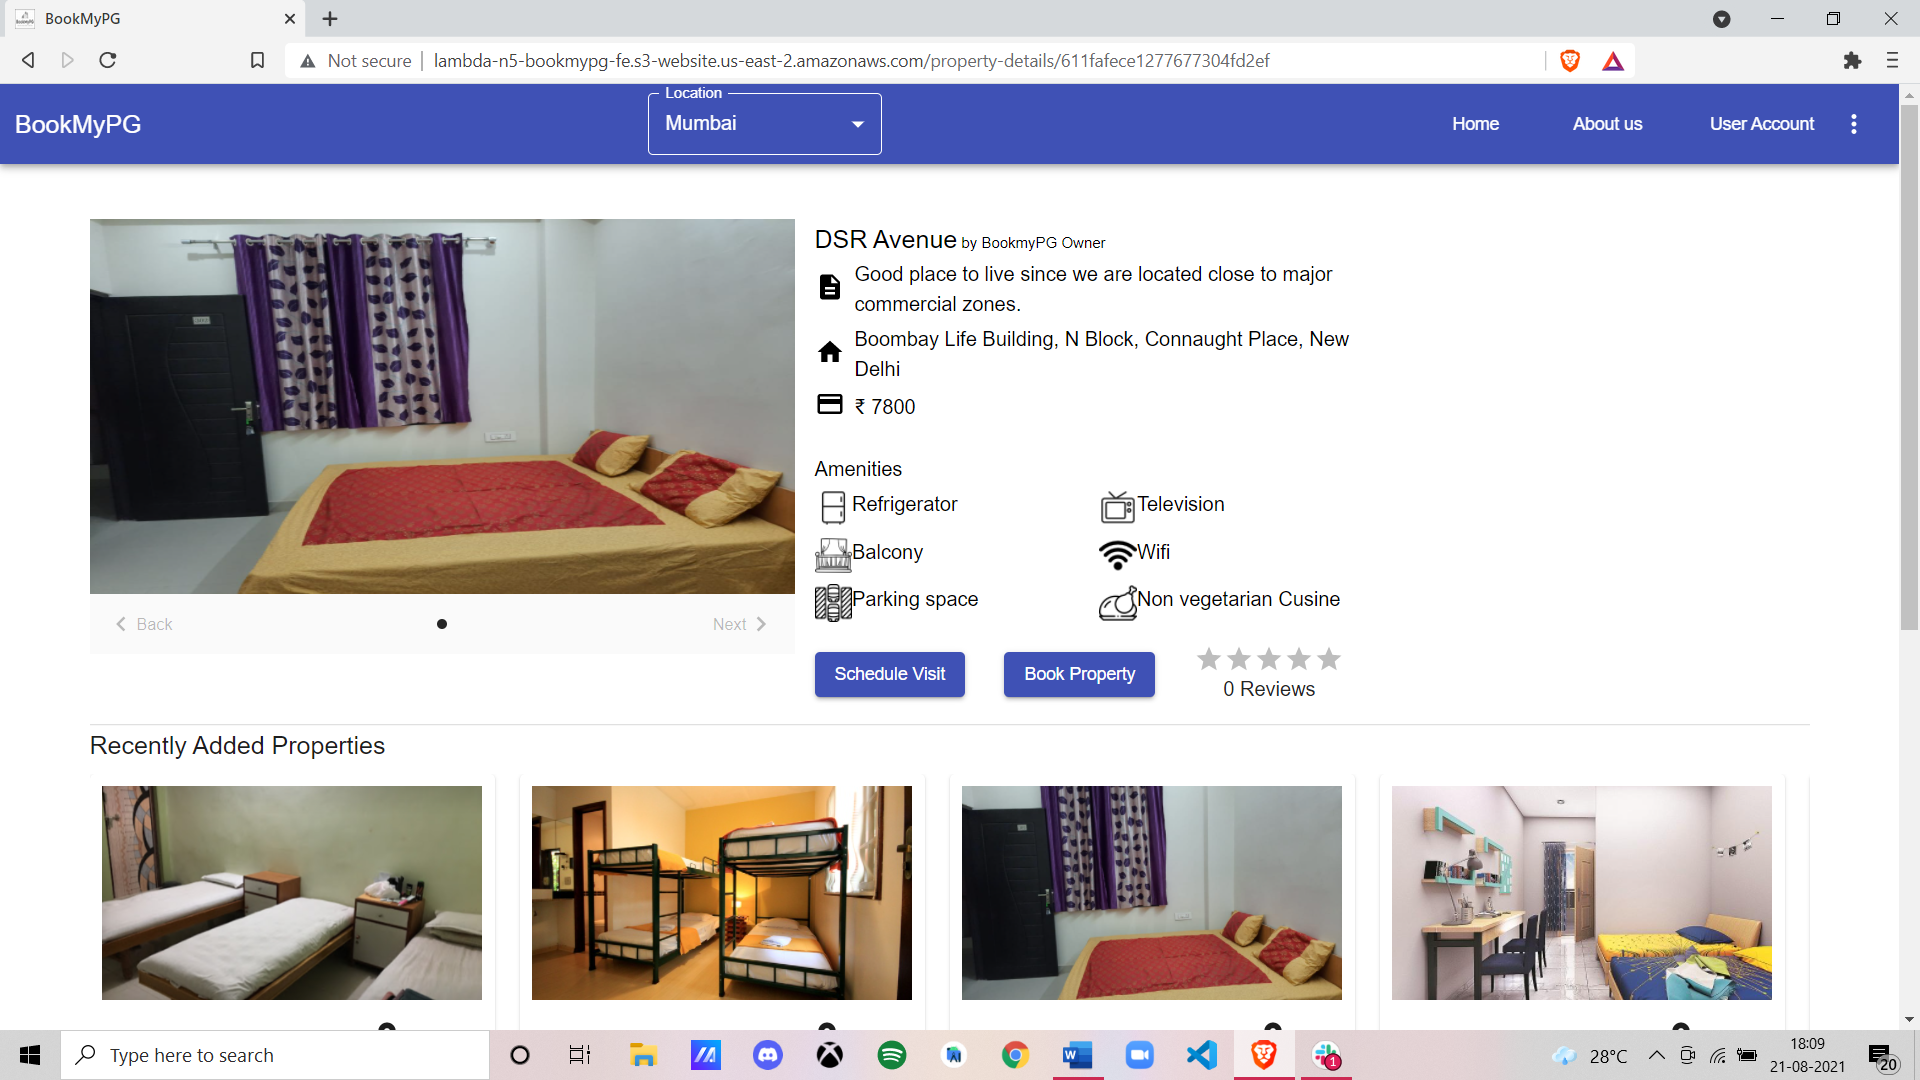 BookMyPG
Not secure
lambda-n5-bookmypg-fe.s3-website.us-east-2.amazonaws.com/property-details/611fafece1277677304fd2ef
BookMyPG
Location
Mumbai
Home
About us
User Account
DSR Avenue by BookmyPG Owner
Good place to live since we are located close to major
commercial zones.
Boombay Life Building, N Block, Connaught Place, New
Delhi
₹ 7800
Amenities
Refrigerator
Television
Balcony
Wifi
Parking space
Non vegetarian Cusine
Back
Next
Schedule Visit
Book Property
0 Reviews
Recently Added Properties
Type here to search
28°C
18:09
21-08-2021
20
1